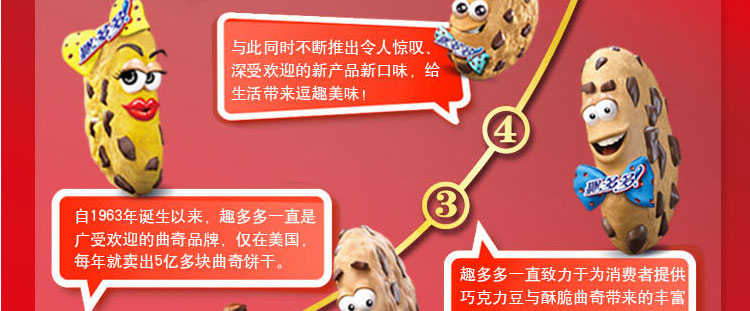 与此同时不断推出令人惊叹、
深受欢迎的新产品新口味，给
生活带来逗趣美味！
4
3
自1963年诞生以来，趣多多一直是
广受欢迎的曲奇品牌，仅在美国，
每年就卖出5亿多块曲奇饼干。
趣多多一直致力于为消费者提供
巧克力豆与酥脆曲奇带来的丰富